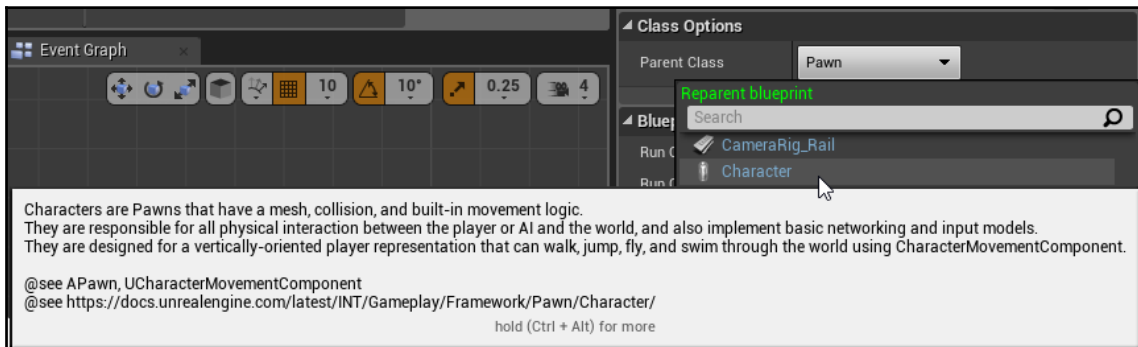 Event Graph
10
10°
0.25
4
Class Options
Parent Class
Pawn
Reparent blueprint
Search
CameraRig_Rail
Character
Run
Characters are Pawns that have a mesh, collision, and built-in movement logic.
They are responsible for all physical interaction between the player or AI and the world, and also implement basic networking and input models.
They are designed for a vertically-oriented player representation that can walk, jump, fly, and swim through the world using CharacterMovementComponent.
@see APawn, UCharacterMovementComponent
@see https://docs.unrealengine.com/latest/INT/Gameplay/Framework/Pawn/Character/
hold (Ctrl + Alt) for more